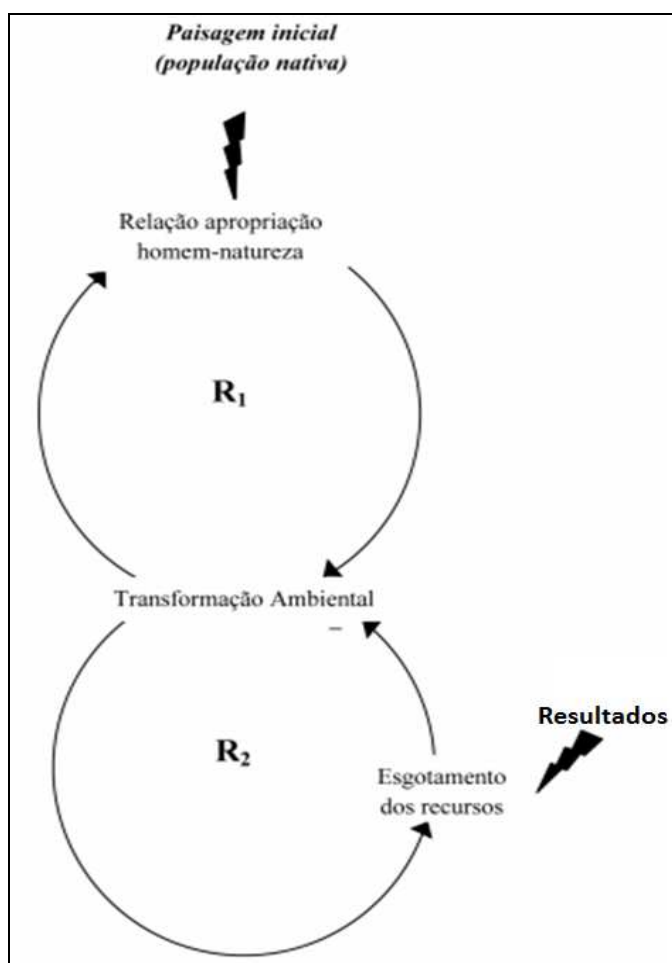 Paisagem inicial
(população nativa)
Relação apropriação
homem-natureza
R₁
Transformação Ambiental
–
Resultados
R₂
Esgotamento
dos recursos